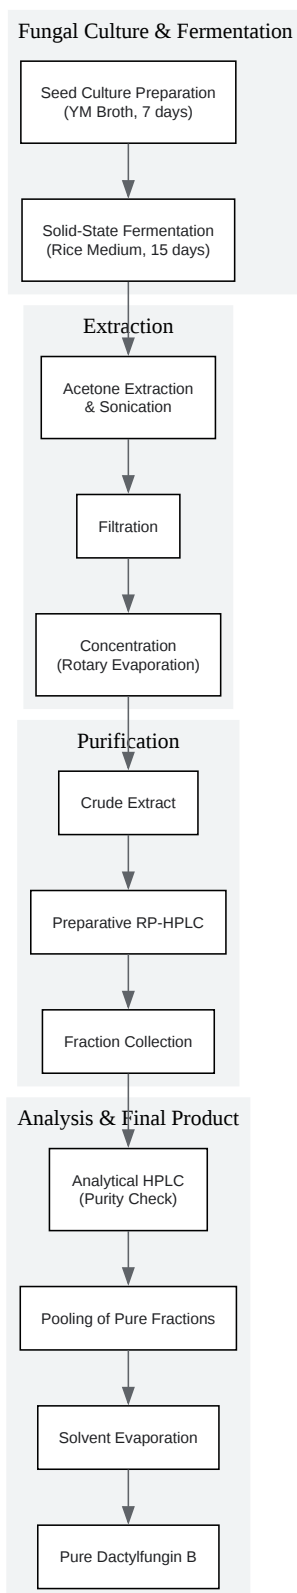 Fungal Culture & Fermentation
Seed Culture Preparation
(YM Broth, 7 days)
Solid-State Fermentation
(Rice Medium, 15 days)
Extraction
Acetone Extraction
& Sonication
Filtration
Concentration
(Rotary Evaporation)
Purification
Crude Extract
Preparative RP-HPLC
Fraction Collection
Analysis & Final Product
Analytical HPLC
(Purity Check)
Pooling of Pure Fractions
Solvent Evaporation
Pure Dactylfungin B